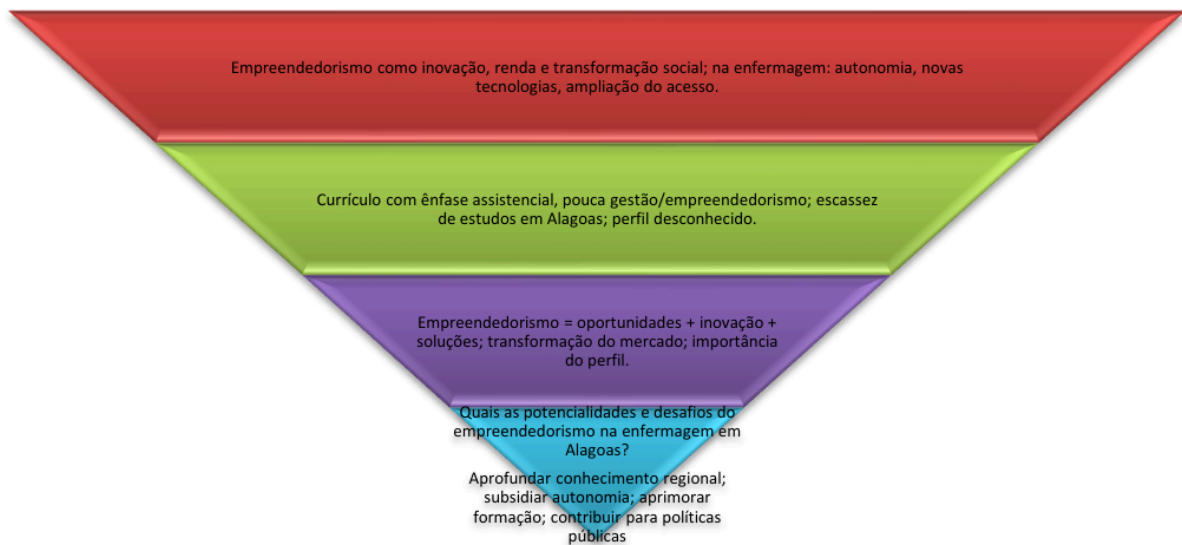 Empreendedorismo como inovação, renda e transformação social; na enfermagem: autonomia, novas
tecnologias, ampliação do acesso.
Currículo com ênfase assistencial, pouca gestão/empreendedorismo; escassez
de estudos em Alagoas; perfil desconhecido.
Empreendedorismo = oportunidades + inovação +
soluções; transformação do mercado; importância
do perfil.
Quais as potencialidades e desafios do
empreendedorismo na enfermagem em
Alagoas?
Aprofundar conhecimento regional;
subsidiar autonomia; aprimorar
formação; contribuir para políticas
públicas